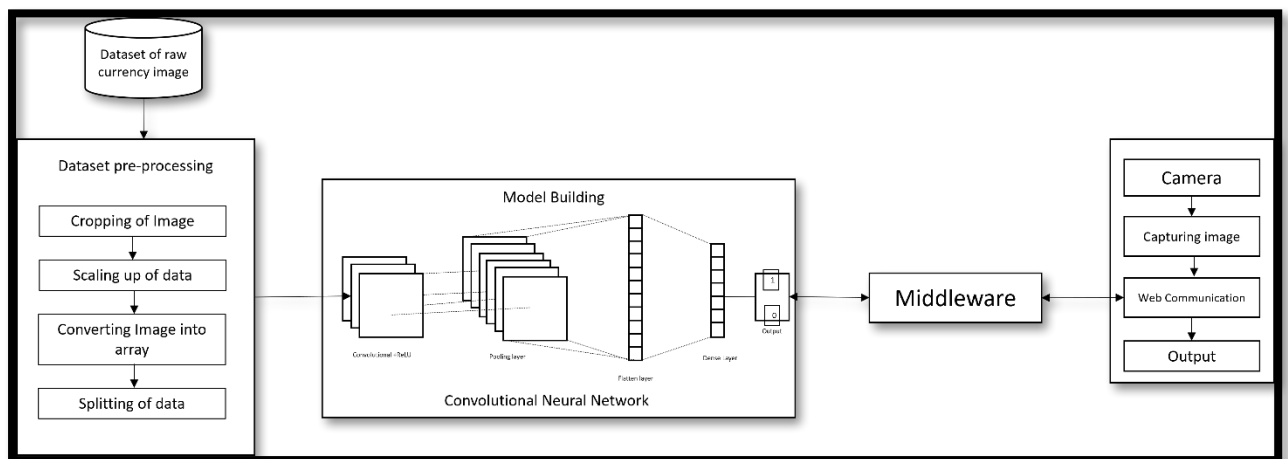 Dataset of raw
currency image
Dataset pre-processing
Cropping of Image
Scaling up of data
Converting Image into
array
Splitting of data
Model Building
Convolutional +ReLU
Pooling layer
Flatten layer
Dense Layer
1
0
Output
Convolutional Neural Network
Middleware
Camera
Capturing image
Web Communication
Output